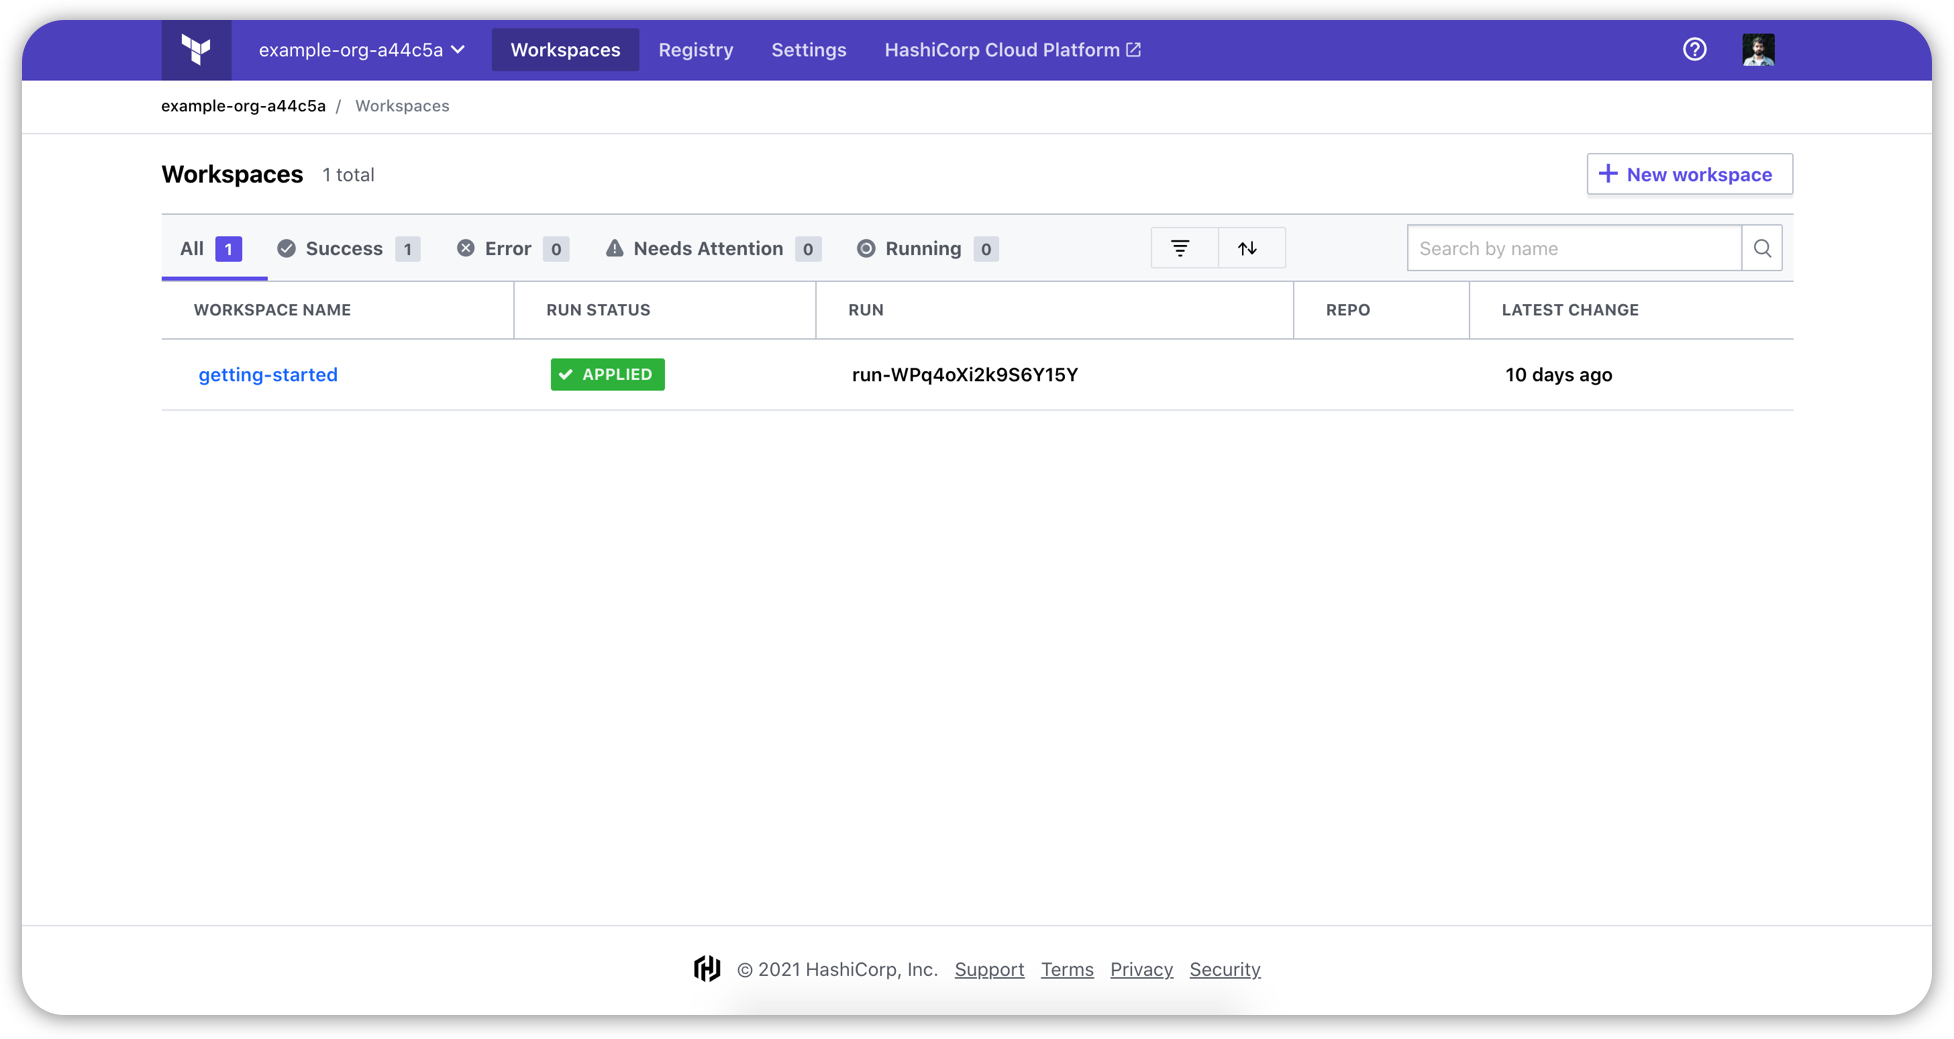 example-org-a44c5a Workspaces Registry Settings HashiCorp Cloud Platform
example-org-a44c5a / Workspaces
Workspaces 1 total
+ New workspace
All 1 Success 1 Error 0 Needs Attention 0 Running 0 Search by name
WORKSPACE NAME RUN STATUS RUN REPO LATEST CHANGE
getting-started APPLIED run-WPq4oXi2k9S6Y15Y 10 days ago
© 2021 HashiCorp, Inc. Support Terms Privacy Security